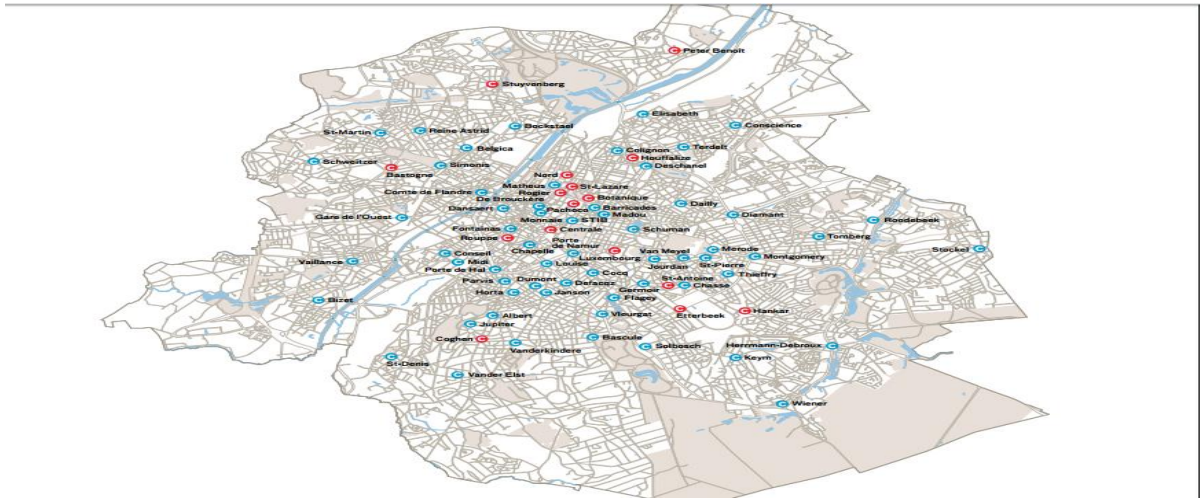 Peter Benoît
Stuyvenberg
Elisabeth
Bockstael
Conscience
St-Martin
Reine Astrid
Belgica
Colignon
Terdelt
Houffalize
Schweitzer
Simonis
Deschanel
Bastogne
Nord
Matheus
St-Lazare
Comte de Flandre
Rogier
Botanique
De Brouckère
Dansaert
Pacheco
Barricades
Dailly
Madou
Diamant
Gare de l'Ouest
Monnaie
STIB
Roodebeek
Fontainas
Centrale
Schuman
Tomberg
Rouppe
Chapelle
Porte
de Namur
Stockel
Conseil
Luxembourg
Van Meyel
Merode
Vaillance
Midi
Louise
Jourdan
St-Pierre
Montgomery
Porte de Hal
Cocq
Thieffry
Parvis
Dumont
Defacqz
Germoir
St-Antoine
Chasse
Horta
Janson
Flagey
Bizet
Albert
Vleurgat
Etterbeek
Hankar
Jupiter
Coghen
Vanderkindere
Bascule
Solbosch
Herrmann-Debroux
St-Denis
Keym
Vander Elst
Wiener